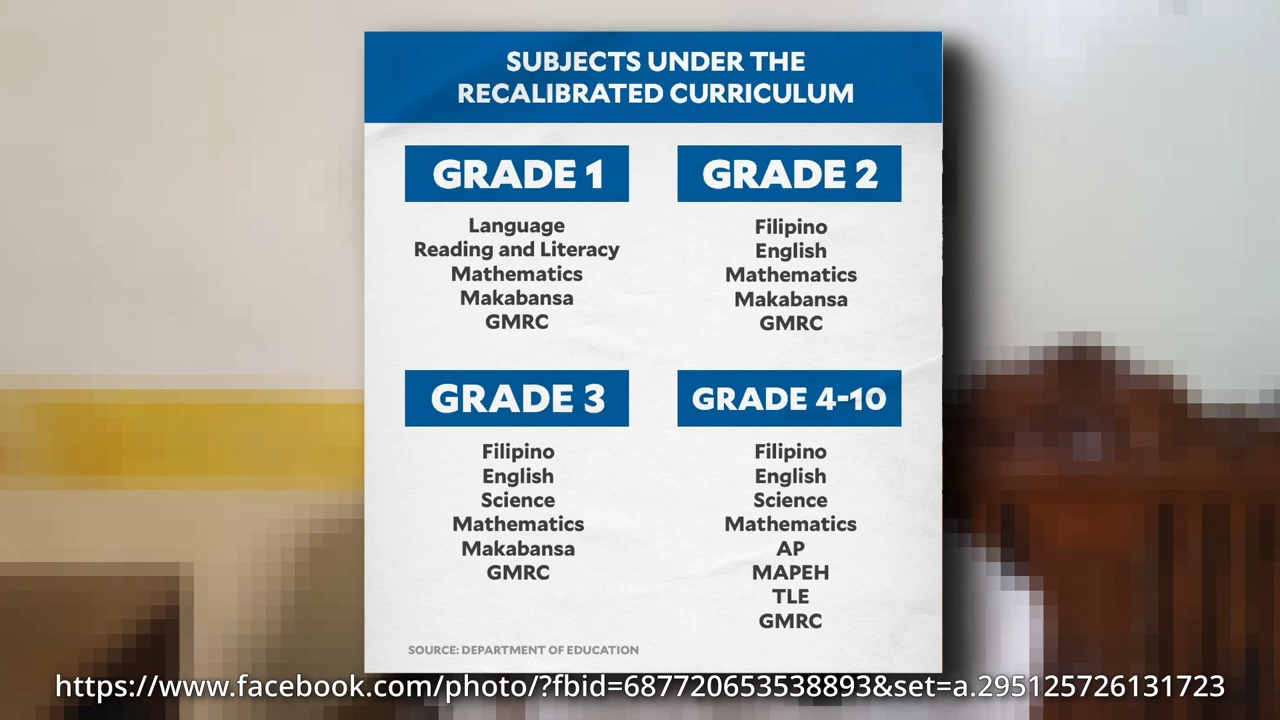 SUBJECTS UNDER THE
RECALIBRATED CURRICULUM
GRADE 1
Language
Reading and Literacy
Mathematics
Makabansa
GMRC
GRADE 2
Filipino
English
Mathematics
Makabansa
GMRC
GRADE 3
Filipino
English
Science
Mathematics
Makabansa
GMRC
GRADE 4-10
Filipino
English
Science
Mathematics
AP
MAPEH
TLE
GMRC
SOURCE: DEPARTMENT OF EDUCATION
https://www.facebook.com/photo/?fbid=687720653538893&set=a.295125726131723